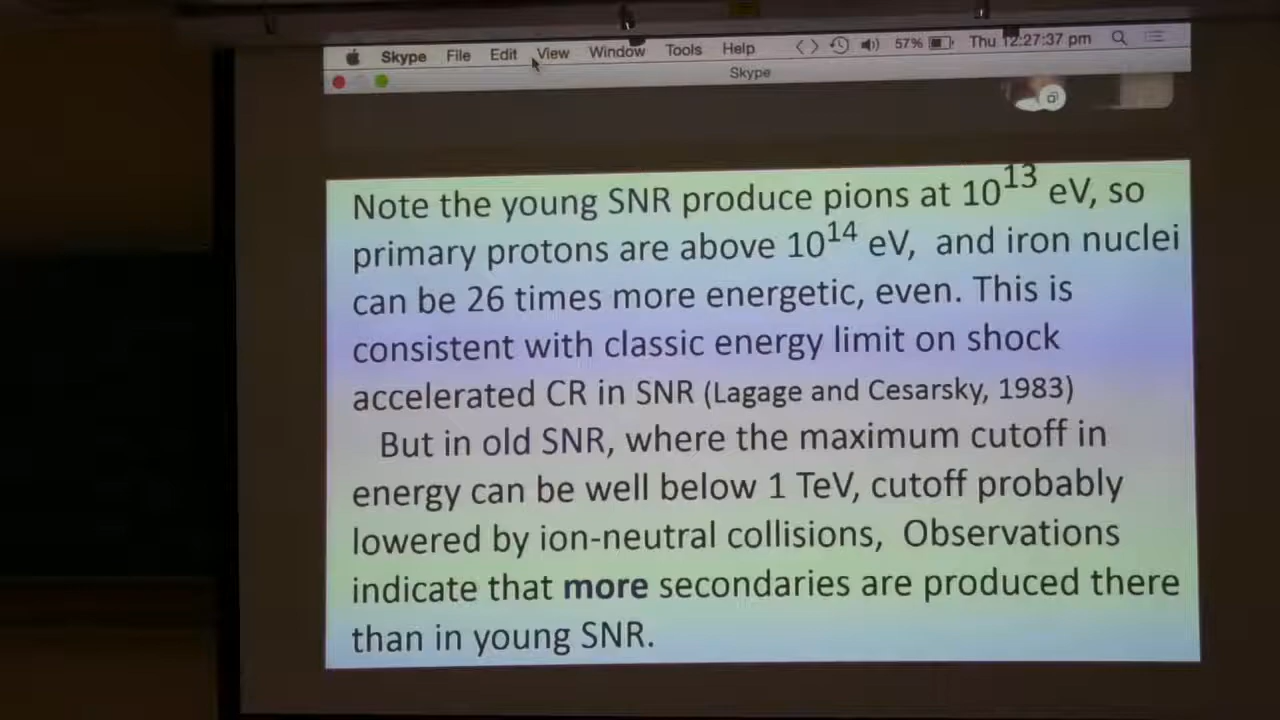 Skype File Edit View Window Tools Help 57% Thu 12:27:37 pm
Skype
Note the young SNR produce pions at 10¹³ eV, so
primary protons are above 10¹⁴ eV, and iron nuclei
can be 26 times more energetic, even. This is
consistent with classic energy limit on shock
accelerated CR in SNR (Lagage and Cesarsky, 1983)
But in old SNR, where the maximum cutoff in
energy can be well below 1 TeV, cutoff probably
lowered by ion-neutral collisions, Observations
indicate that more secondaries are produced there
than in young SNR.